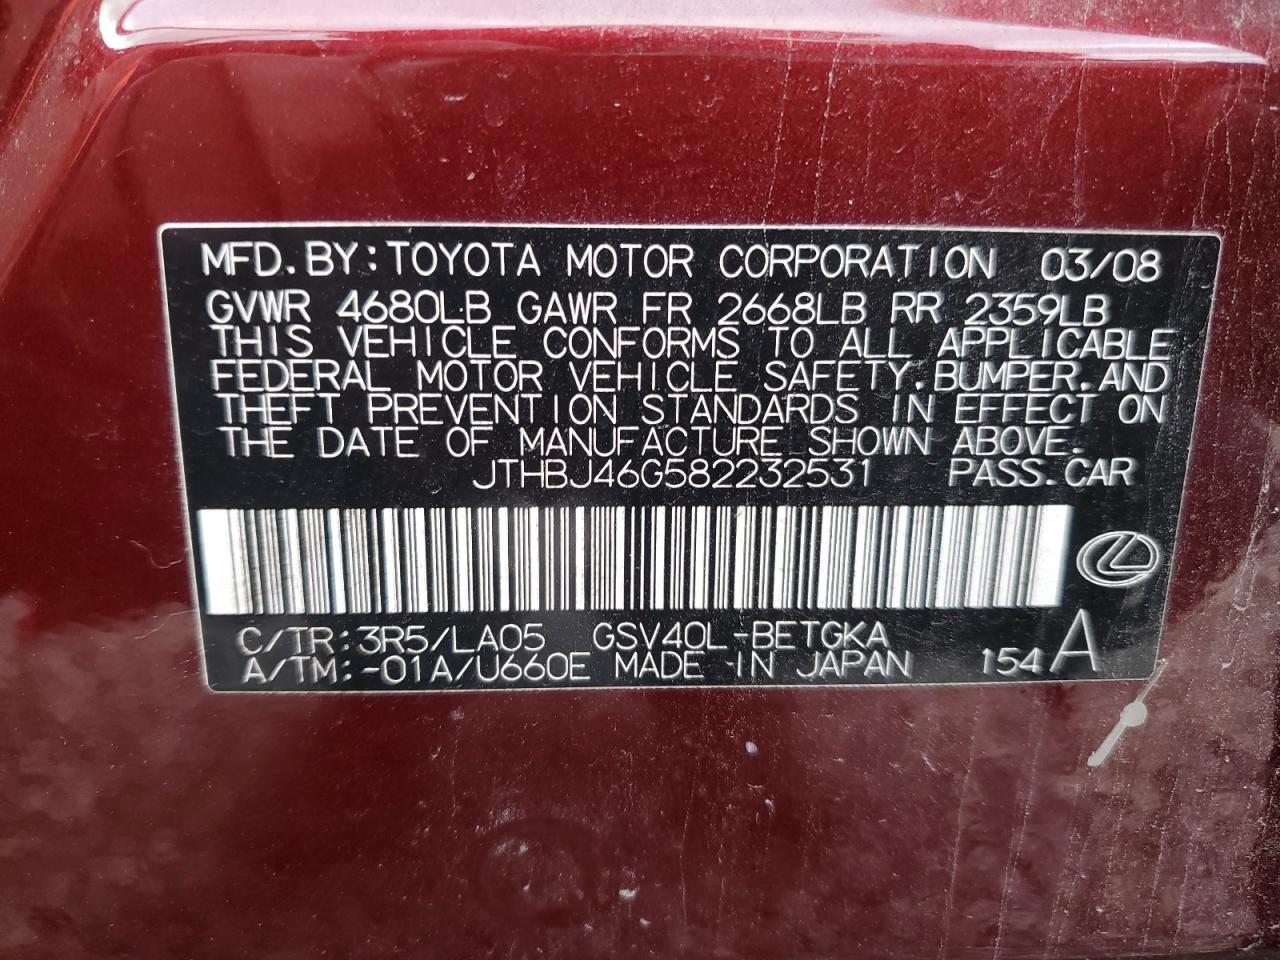 MFD. BY: TOYOTA MOTOR CORPORATION 03/08
GVWR 4680LB GAWR FR 2668LB RR 2359LB
THIS VEHICLE CONFORMS TO ALL APPLICABLE
FEDERAL MOTOR VEHICLE SAFETY. BUMPER. AND
THEFT PREVENTION STANDARDS IN EFFECT ON
THE DATE OF MANUFACTURE SHOWN ABOVE.
JTHBJ46G582232531 PASS. CAR
C/TR: 3R5/LA05 GSV40L-BETGKA
A/TM: -01A/U660E MADE IN JAPAN 154 A